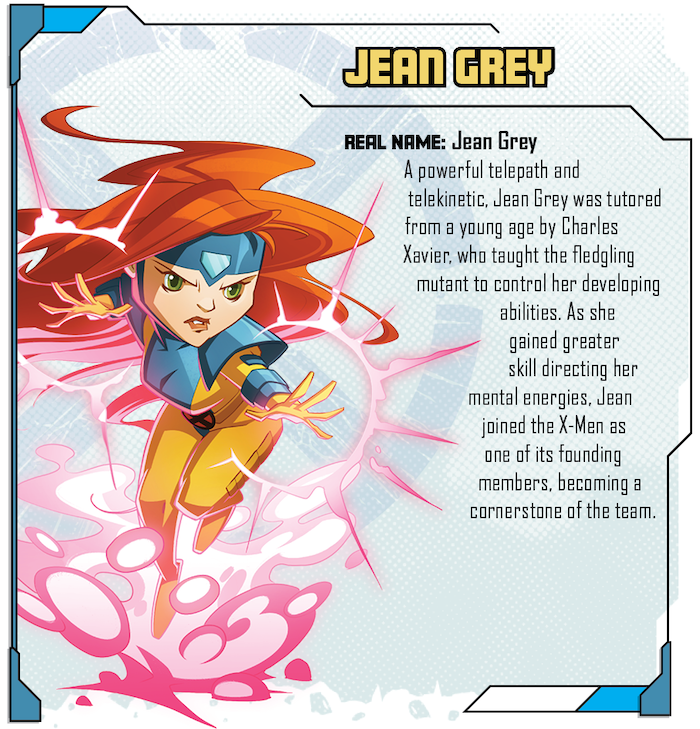 JEAN GREY
REAL NAME: Jean Grey
A powerful telepath and
telekinetic, Jean Grey was tutored
from a young age by Charles
Xavier, who taught the fledgling
mutant to control her developing
abilities. As she
gained greater
skill directing her
mental energies, Jean
joined the X-Men as
one of its founding
members, becoming a
cornerstone of the team.